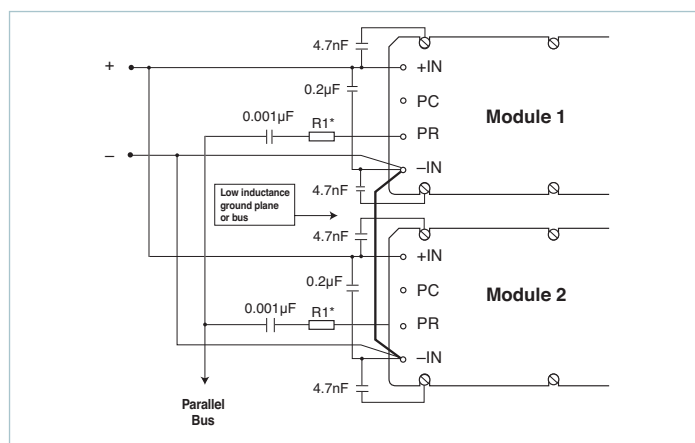 4.7nF
+
+IN
0.2µF
PC
Module 1
0.001µF
R1*
PR
–
–IN
Low inductance
ground plane
or bus
4.7nF
4.7nF
+IN
0.2µF
PC
Module 2
0.001µF
R1*
PR
–IN
4.7nF
Parallel
Bus